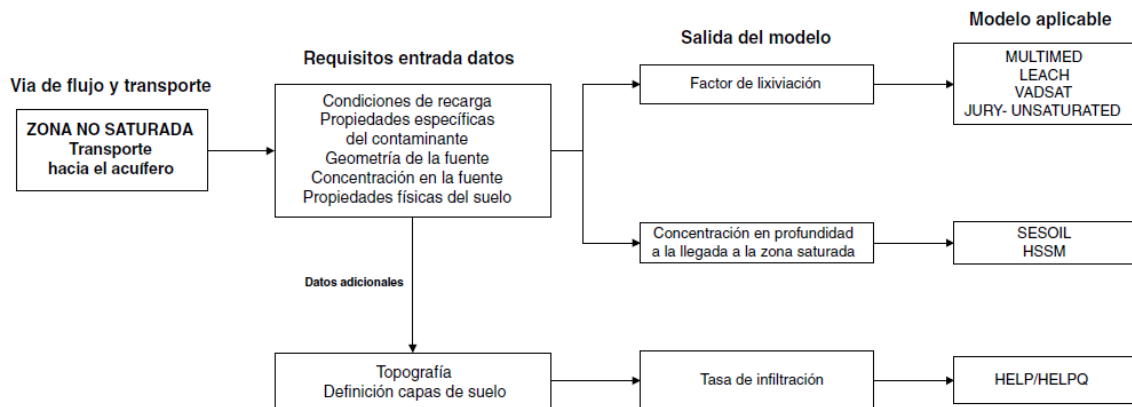 Via de flujo y transporte
ZONA NO SATURADA
Transporte
hacia el acuífero
Requisitos entrada datos
Condiciones de recarga
Propiedades específicas
del contaminante
Geometría de la fuente
Concentración en la fuente
Propiedades físicas del suelo
Datos adicionales
Topografía
Definición capas de suelo
Salida del modelo
Factor de lixiviación
Concentración en profundidad
a la llegada a la zona saturada
Tasa de infiltración
Modelo aplicable
MULTIMED
LEACH
VADSAT
JURY- UNSATURATED
SESOIL
HSSM
HELP/HELPQ